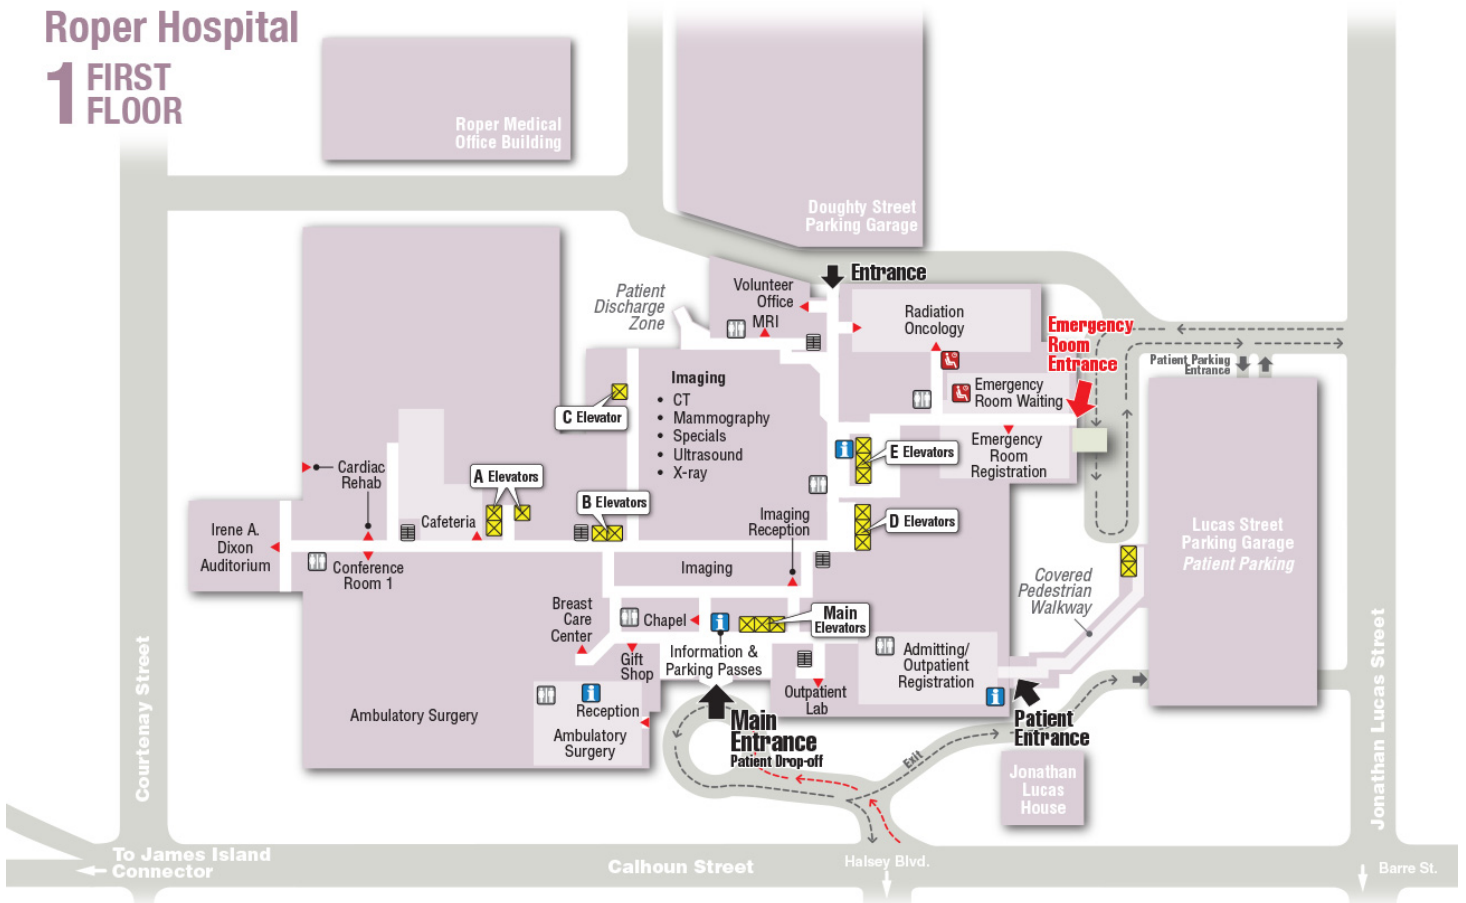 Roper Hospital
1 FIRST
FLOOR
Roper Medical
Office Building
Doughty Street
Parking Garage
Entrance
Patient
Discharge
Zone
Volunteer
Office
MRI
Radiation
Oncology
Emergency
Room
Entrance
Patient Parking
Entrance
Imaging
• CT
• Mammography
• Specials
• Ultrasound
• X-ray
Emergency
Room Waiting
C Elevator
E Elevators
Emergency
Room
Registration
Cardiac
Rehab
A Elevators
B Elevators
Cafeteria
Imaging
Reception
D Elevators
Irene A.
Dixon
Auditorium
Conference
Room 1
Imaging
Lucas Street
Parking Garage
Patient Parking
Covered
Pedestrian
Walkway
Breast
Care
Center
Chapel
Main
Elevators
Gift
Shop
Information &
Parking Passes
Admitting/
Outpatient
Registration
Outpatient
Lab
Ambulatory Surgery
Reception
Ambulatory
Surgery
Main
Entrance
Patient Drop-off
Patient
Entrance
Exit
Jonathan
Lucas
House
Courtenay Street
Jonathan Lucas Street
To James Island
Connector
Calhoun Street
Halsey Blvd.
Barre St.